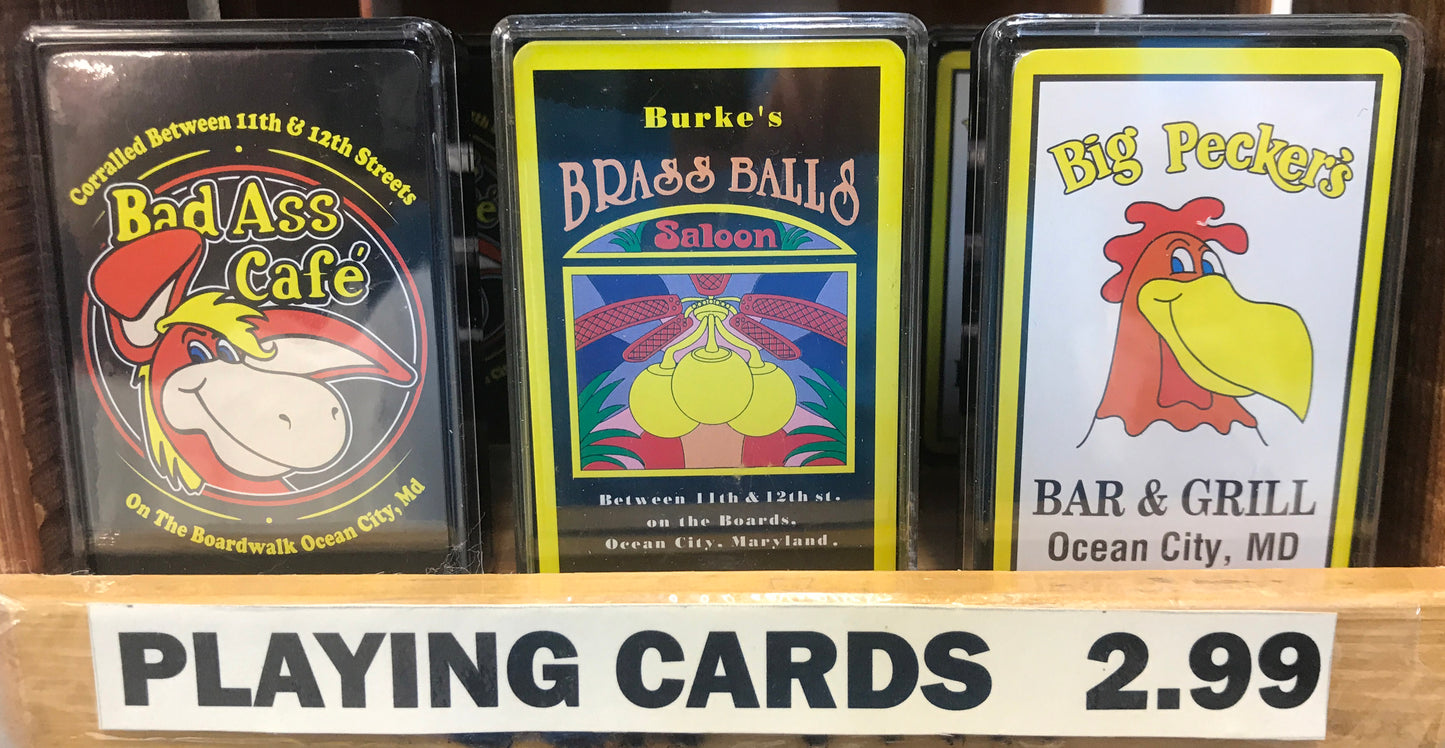 Corralled Between 11th & 12th Streets
Bad Ass
Café
On The Boardwalk Ocean City, Md
Burke's
BRASS BALLS
Saloon
Between 11th & 12th st.
on the Boards.
Ocean City. Maryland.
Big Pecker's
BAR & GRILL
Ocean City, MD
PLAYING CARDS 2.99